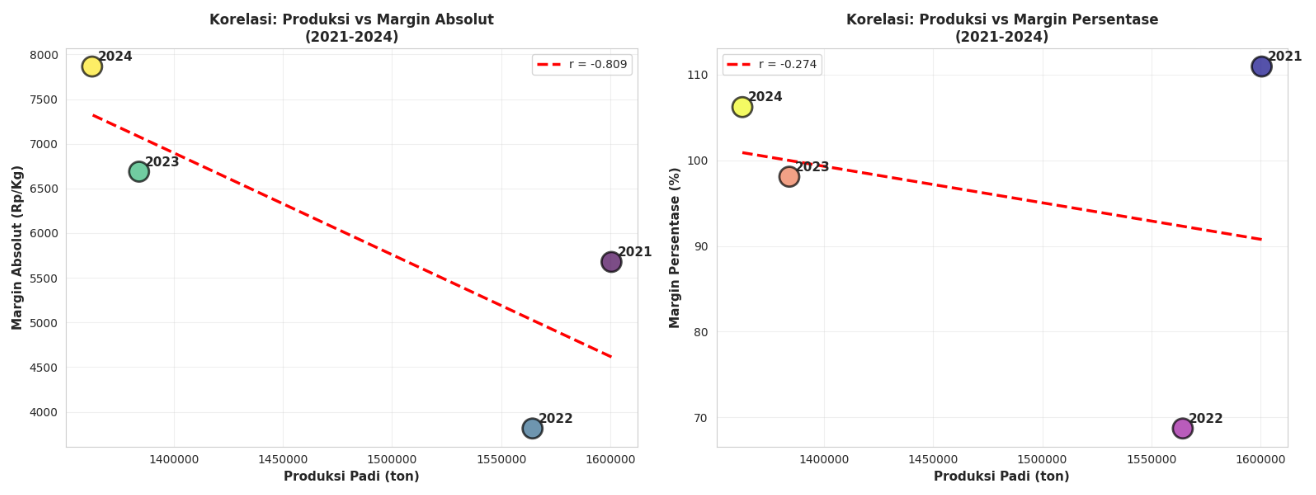 Korelasi: Produksi vs Margin Absolut
(2021-2024)
8000
7500
7000
6500
6000
5500
5000
4500
4000
Margin Absolut (Rp/Kg)
2024
2023
2021
2022
r = -0.809
1400000 1450000 1500000 1550000 1600000
Produksi Padi (ton)
Korelasi: Produksi vs Margin Persentase
(2021-2024)
110
100
90
80
70
Margin Persentase (%)
r = -0.274
2021
2024
2023
2022
1400000 1450000 1500000 1550000 1600000
Produksi Padi (ton)